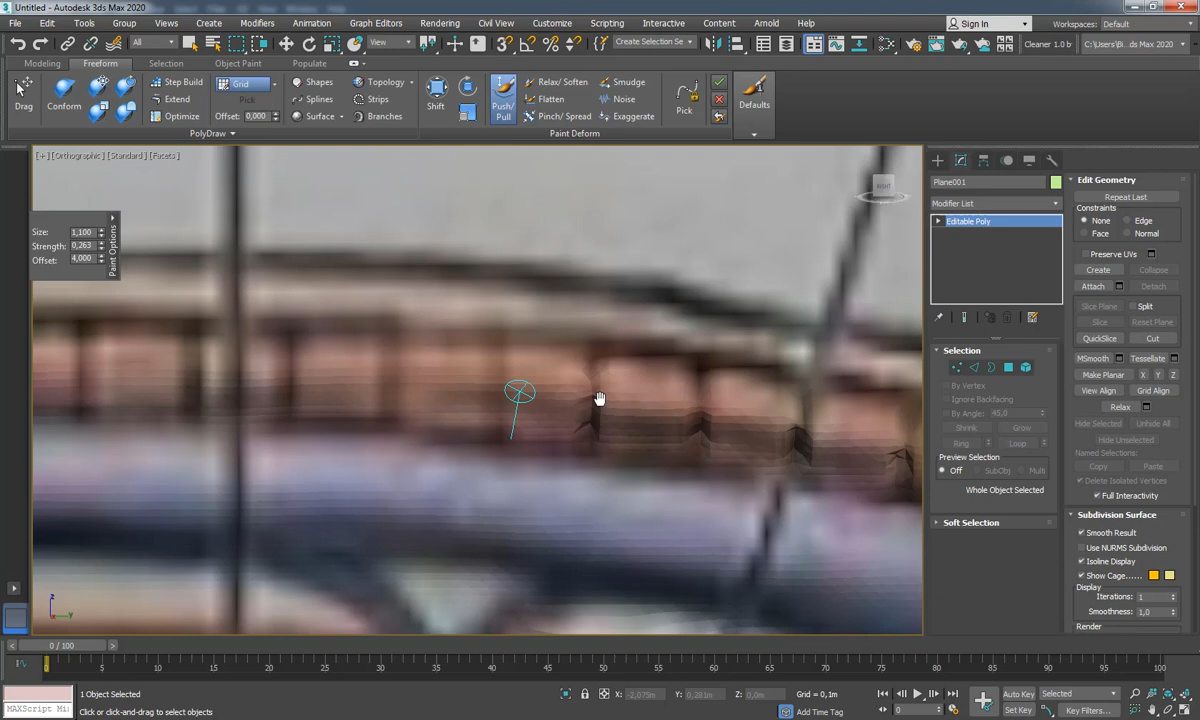 Untitled - Autodesk 3ds Max 2020
File Edit Tools Group Views Create Modifiers Animation Graph Editors Rendering Civil View Customize Scripting Interactive Content Arnold Help
Sign In Workspaces: Default
All View Create Selection Se Cleaner 1.0 b C:\Users\Bi...ds Max 2020
Modeling Freeform Selection Object Paint Populate
Drag Conform Step Build Extend Optimize Grid Pick Offset: 0,000 Shapes Splines Surface Topology Strips Branches Shift Push/ Pull Relax/ Soften Flatten Pinch/ Spread Smudge Noise Exaggerate Pick Defaults
PolyDraw Paint Deform
[+] [Orthographic] [Standard] [Facets]
Size: 1,100
Strength: 0,263
Offset: 4,000
Paint Options
Plane001
Modifier List
Editable Poly
Selection
By Vertex
Ignore Backfacing
By Angle: 45,0
Shrink Grow
Ring Loop
Preview Selection
Off SubObj Multi
Whole Object Selected
Soft Selection
Edit Geometry
Repeat Last
Constraints
None Edge
Face Normal
Preserve UVs
Create Collapse
Attach Detach
Slice Plane Split
Slice Reset Plane
QuickSlice Cut
MSmooth Tessellate
Make Planar X Y Z
View Align Grid Align
Relax
Hide Selected Unhide All
Hide Unselected
Named Selections:
Copy Paste
Delete Isolated Vertices
Full Interactivity
Subdivision Surface
Smooth Result
Use NURMS Subdivision
Isoline Display
Show Cage......
Display
Iterations: 1
Smoothness: 1,0
Render
0 / 100
0 5 10 15 20 25 30 35 40 45 50 55 60 65 70 75 80 85 90 95 100
MAXScript Mi
1 Object Selected
Click or click-and-drag to select objects
X: -2,075m Y: 0,281m Z: 0,0m Grid = 0,1m
Add Time Tag
0
Auto Key Selected
Set Key Key Filters...